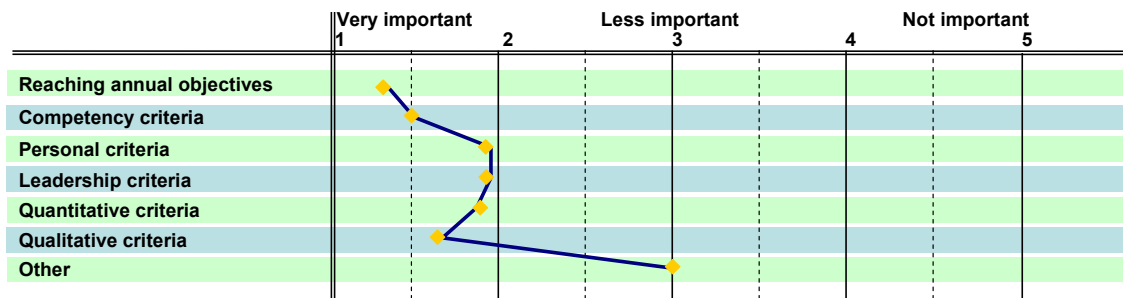 Very important Less important Not important
1 2 3 4 5
Reaching annual objectives
Competency criteria
Personal criteria
Leadership criteria
Quantitative criteria
Qualitative criteria
Other